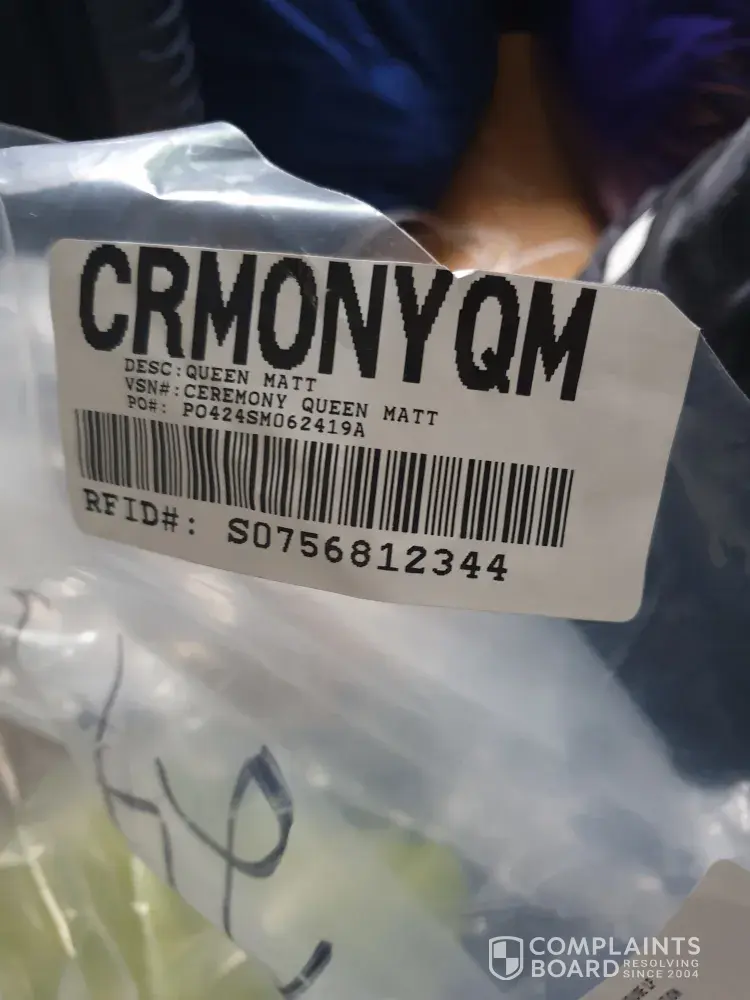 CRMONYQM
DESC:QUEEN MATT
VSN#:CEREMONY QUEEN MATT
PO#: PO424SM062419A
RFID#: S0756812344
COMPLAINTS
BOARD RESOLVING
SINCE 2004